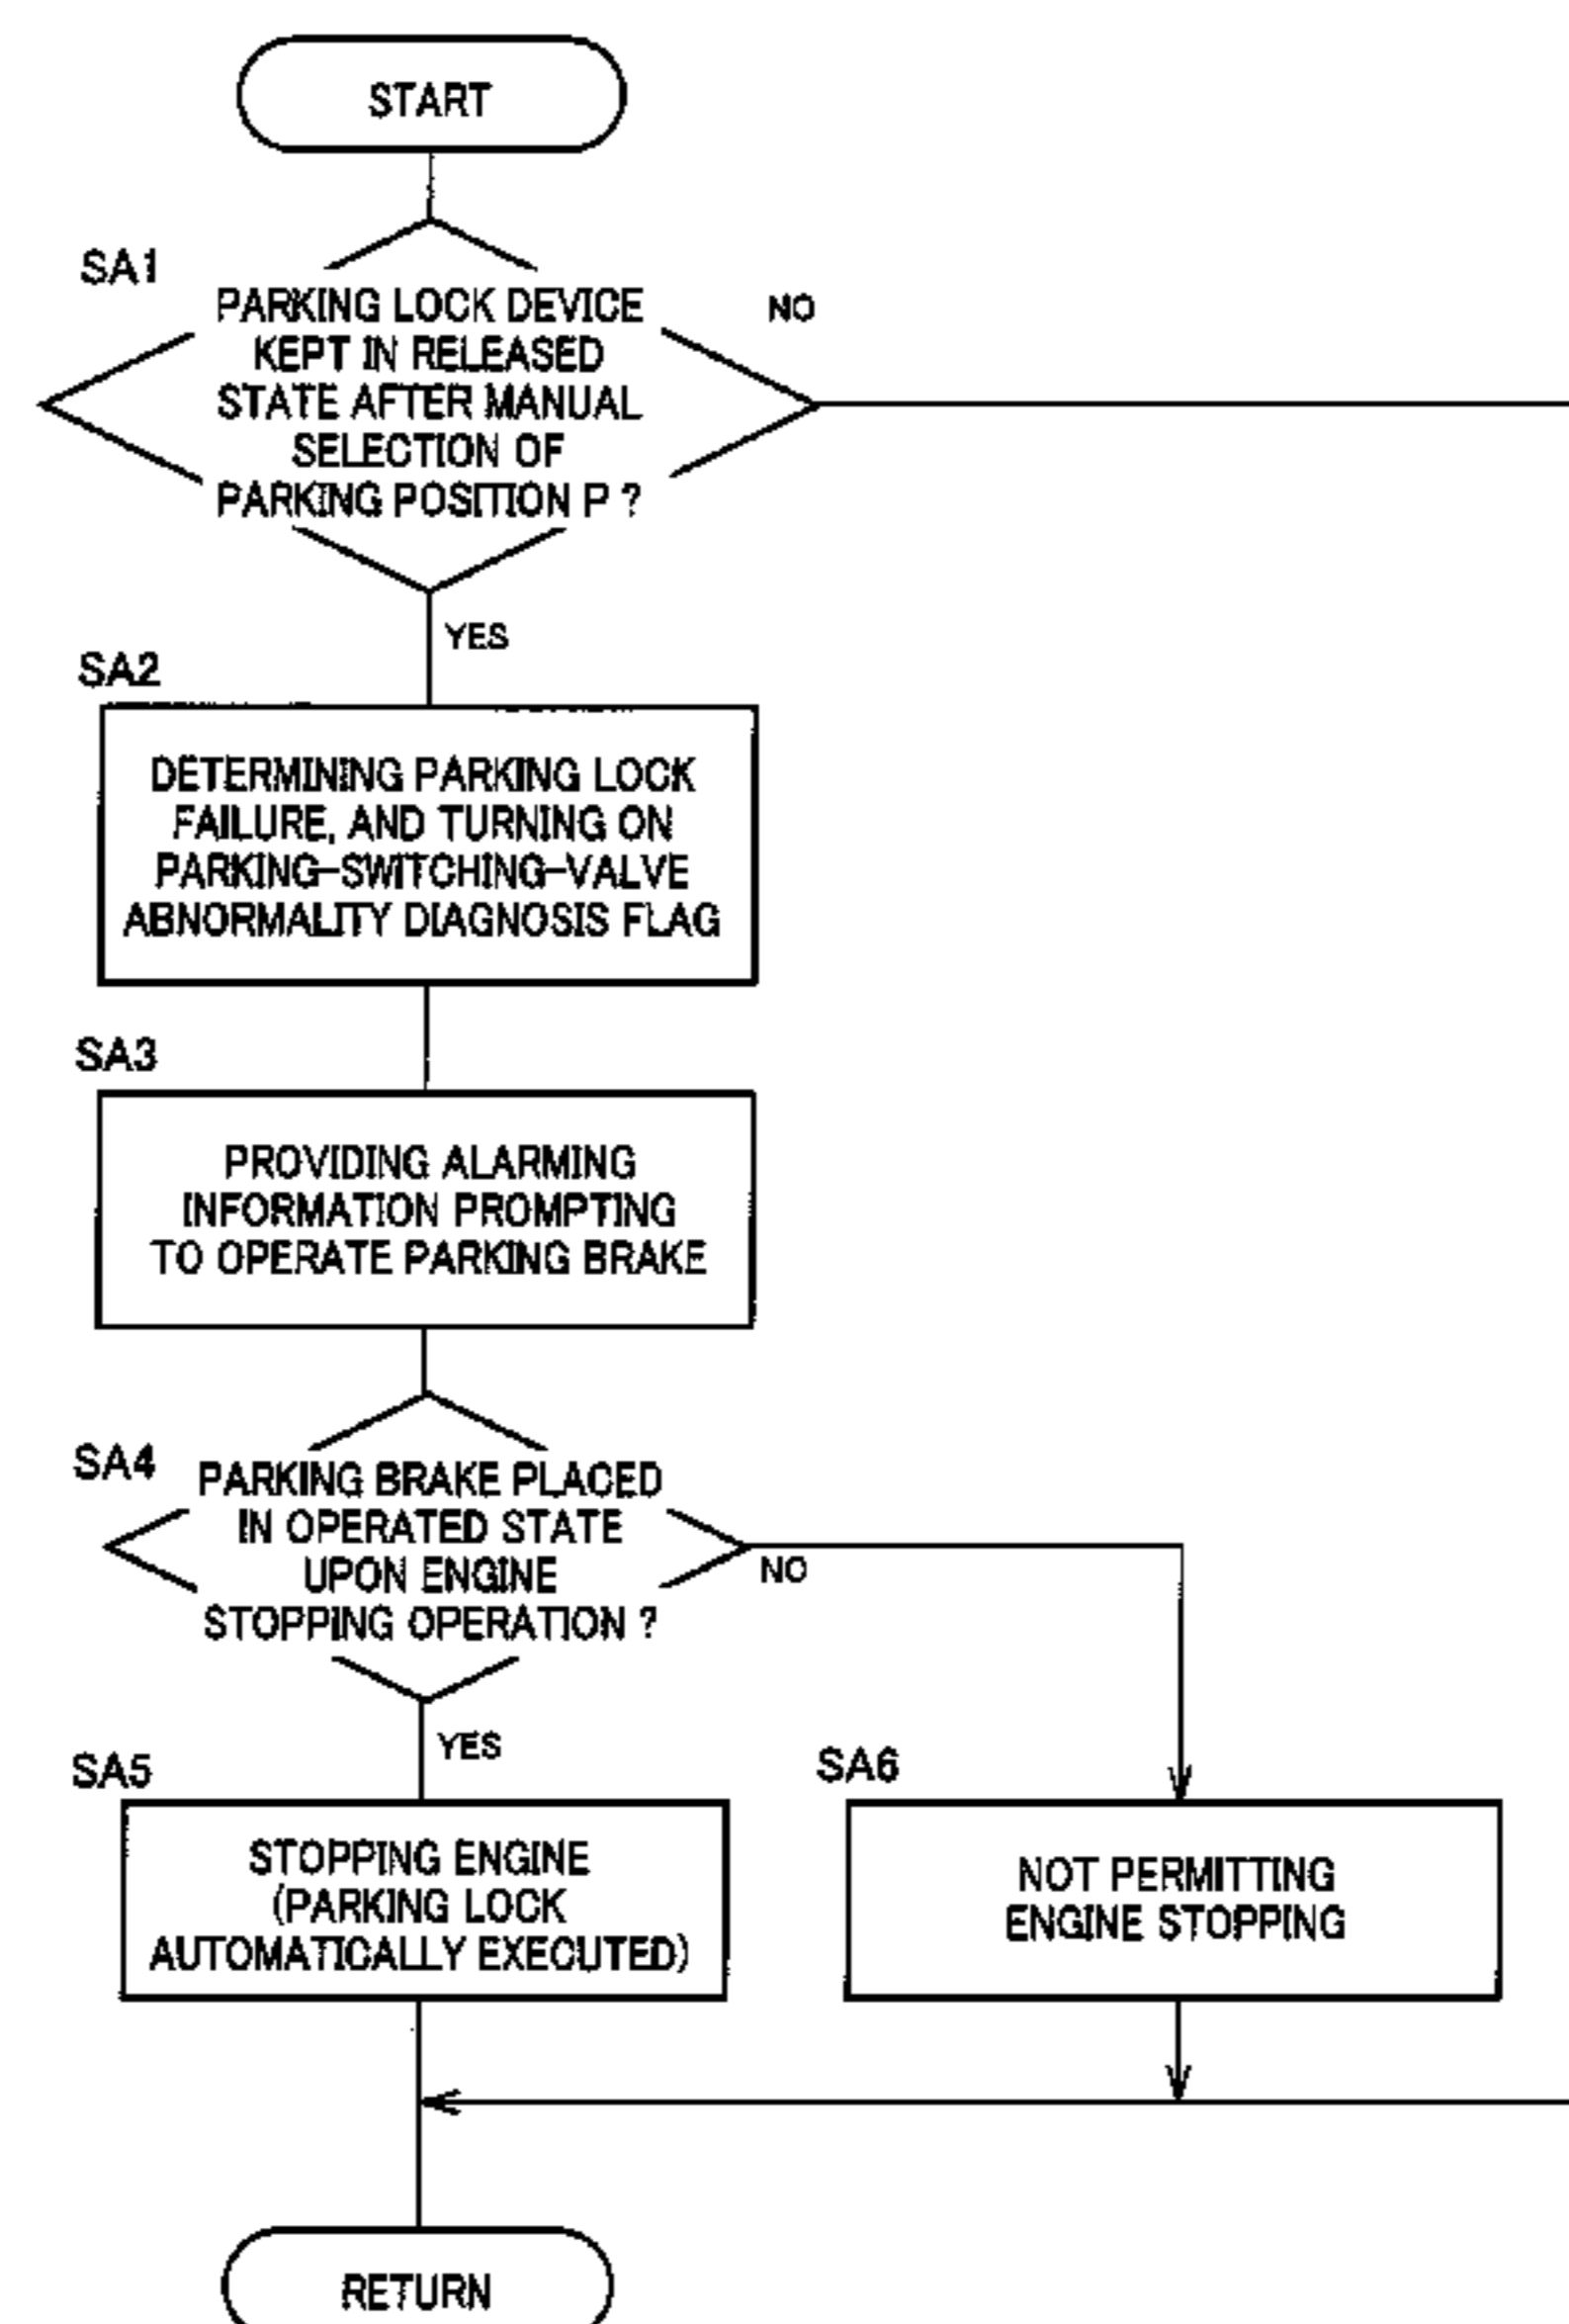 START
SA1
PARKING LOCK DEVICE
KEPT IN RELEASED
STATE AFTER MANUAL
SELECTION OF
PARKING POSITION P ?
NO
YES
SA2
DETERMINING PARKING LOCK
FAILURE, AND TURNING ON
PARKING-SWITCHING-VALVE
ABNORMALITY DIAGNOSIS FLAG
SA3
PROVIDING ALARMING
INFORMATION PROMPTING
TO OPERATE PARKING BRAKE
SA4
PARKING BRAKE PLACED
IN OPERATED STATE
UPON ENGINE
STOPPING OPERATION ?
NO
YES
SA5
STOPPING ENGINE
(PARKING LOCK
AUTOMATICALLY EXECUTED)
SA6
NOT PERMITTING
ENGINE STOPPING
RETURN